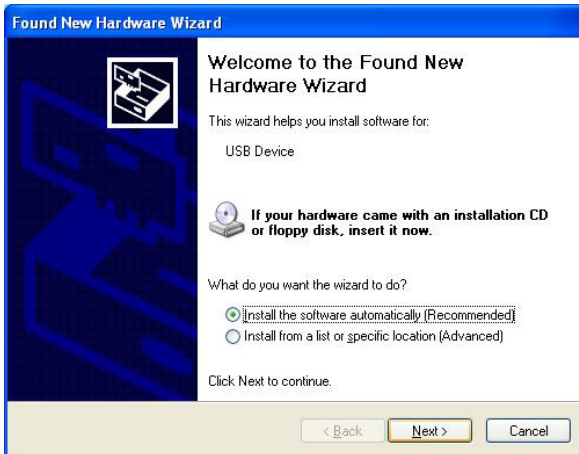 Found New Hardware Wizard
Welcome to the Found New
Hardware Wizard
This wizard helps you install software for:
USB Device
If your hardware came with an installation CD
or floppy disk, insert it now.
What do you want the wizard to do?
Install the software automatically (Recommended)
Install from a list or specific location (Advanced)
Click Next to continue.
< Back Next > Cancel